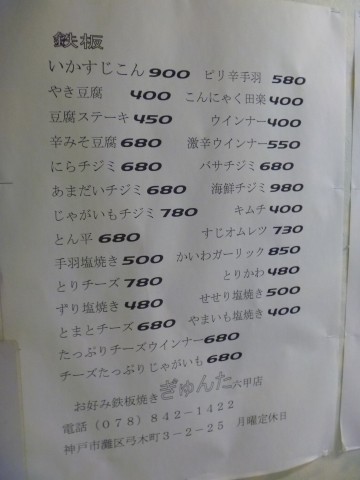 鉄板
いかすじこん 900 ピリ辛手羽 580
やき豆腐 400 こんにゃく田楽 400
豆腐ステーキ 450 ウインナー 400
辛みそ豆腐 680 激辛ウインナー 550
にらチヂミ 680 バサチヂミ 680
あまだいチヂミ 680 海鮮チヂミ 980
じゃがいもチヂミ 780 キムチ 400
とん平 680 すじオムレツ 730
手羽塩焼き 500 かいわガーリック 850
とりチーズ 780 とりかわ 480
ずり塩焼き 480 せせり塩焼き 500
とまとチーズ 680 やまいも塩焼き 400
たっぷりチーズウインナー 680
チーズたっぷりじゃがいも 680
お好み鉄板焼き ぎゅんた 六甲店
電話(078)842-1422
神戸市灘区弓木町3-2-25 月曜定休日